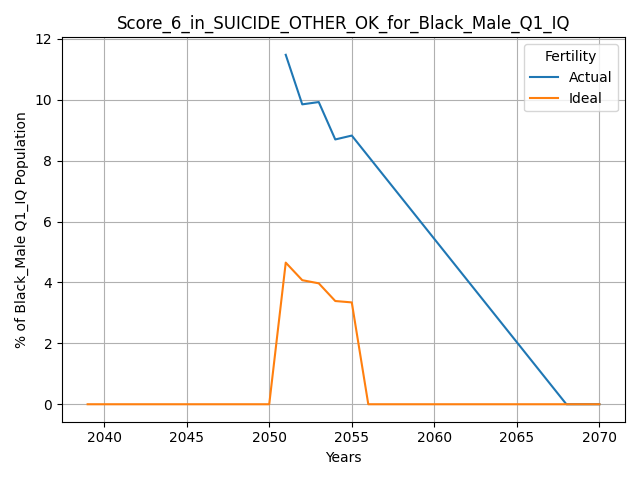 Score_6_in_SUICIDE_OTHER_OK_for_Black_Male_Q1_IQ
% of Black_Male Q1_IQ Population
12
10
8
6
4
2
0
Fertility
Actual
Ideal
2040 2045 2050 2055 2060 2065 2070
Years